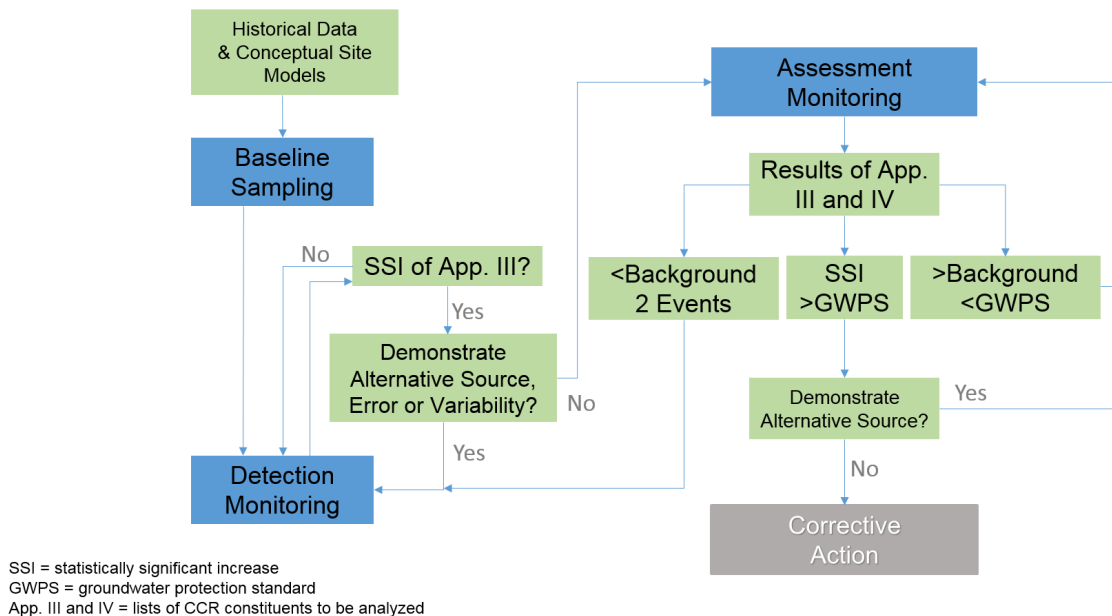 Historical Data
& Conceptual Site
Models
Baseline
Sampling
No
SSI of App. III?
Yes
Demonstrate
Alternative Source,
Error or Variability?
No
Yes
Detection
Monitoring
Assessment
Monitoring
Results of App.
III and IV
<Background
2 Events
SSI
>GWPS
>Background
<GWPS
Demonstrate
Alternative Source?
Yes
No
Corrective
Action
SSI = statistically significant increase
GWPS = groundwater protection standard
App. III and IV = lists of CCR constituents to be analyzed